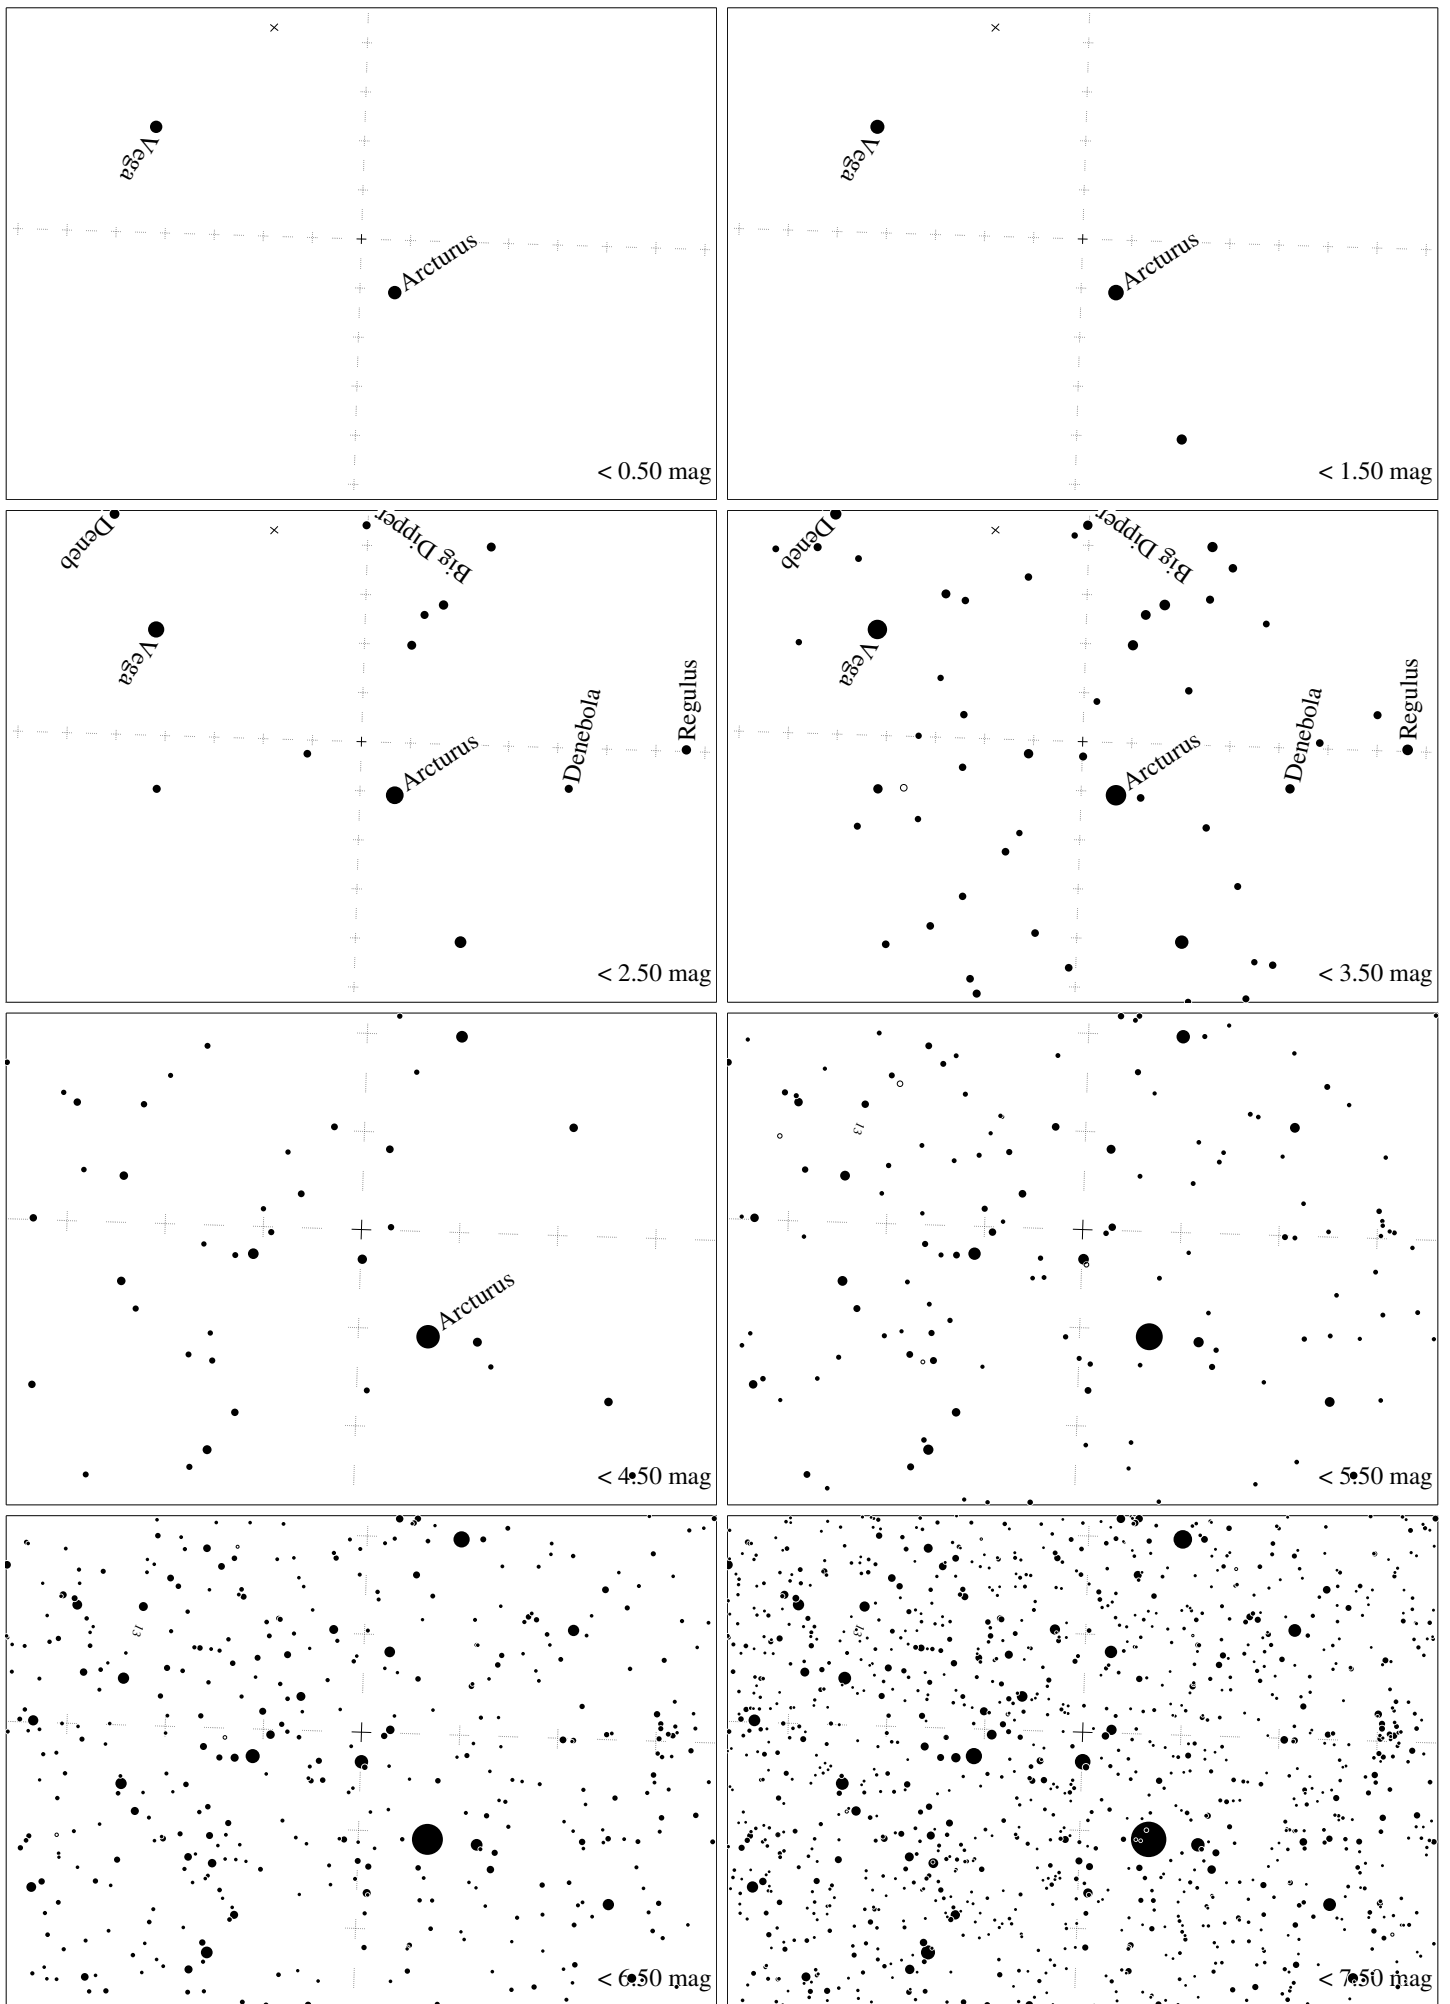 Vega
Arcturus
< 0.50 mag
Vega
Arcturus
< 1.50 mag
Deneb
Big Dipper
Vega
Arcturus
Denebola
Regulus
< 2.50 mag
Deneb
Big Dipper
Vega
Arcturus
Denebola
Regulus
< 3.50 mag
Arcturus
< 4.50 mag
13
< 5.50 mag
13
< 6.50 mag
13
< 7.50 mag